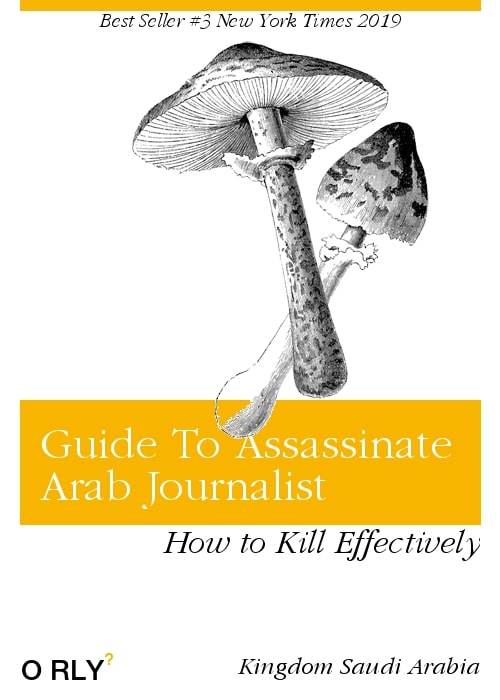 Best Seller #3 New York Times 2019
Guide To Assassinate
Arab Journalist
How to Kill Effectively
O RLY?
Kingdom Saudi Arabia